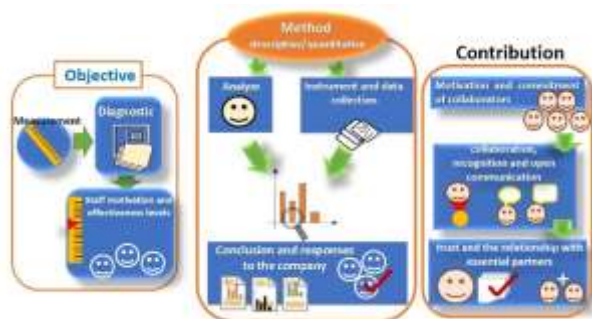 Objective
Measurement
Diagnostic
Staff motivation and
effectiveness levels
Method
descriptive/quantitative
Analyze
Instrument and data
collection
Conclusion and responses
to the company
Contribution
Motivation and commitment
of collaborators
Collaboration,
recognition and open
communication
Trust and the relationship with
essential partners